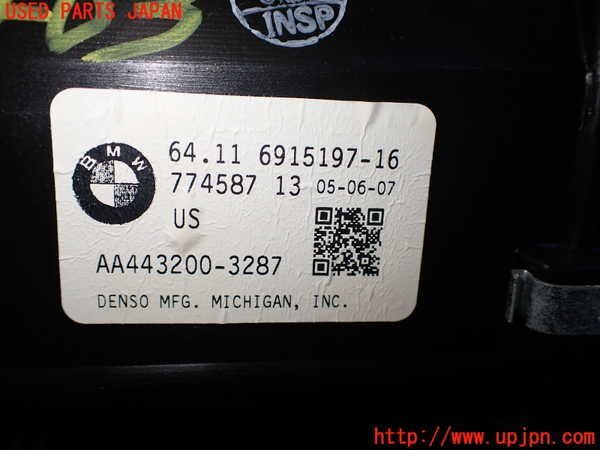 USED PARTS JAPAN
INSP
BMW
64.11 6915197-16
774587 13 05-06-07
US
AA443200-3287
DENSO MFG. MICHIGAN, INC.
http://www.upjpn.com/